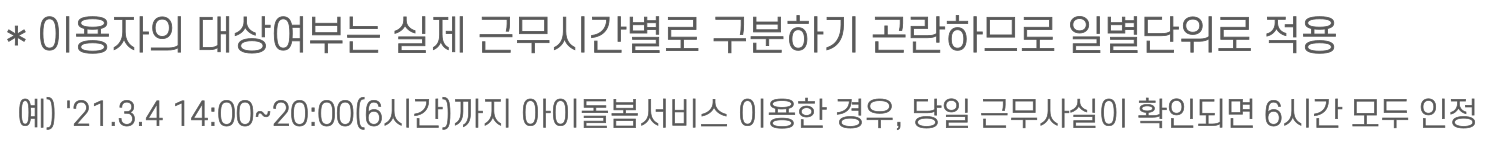 * 이용자의 대상여부는 실제 근무시간별로 구분하기 곤란하므로 일별단위로 적용
예) '21.3.4 14:00~20:00(6시간)까지 아이돌봄서비스 이용한 경우, 당일 근무사실이 확인되면 6시간 모두 인정